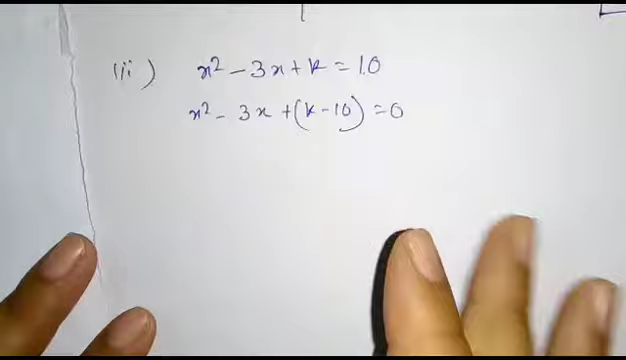 (ii) x² - 3x + k = 10
x² - 3x + (k - 10) = 0